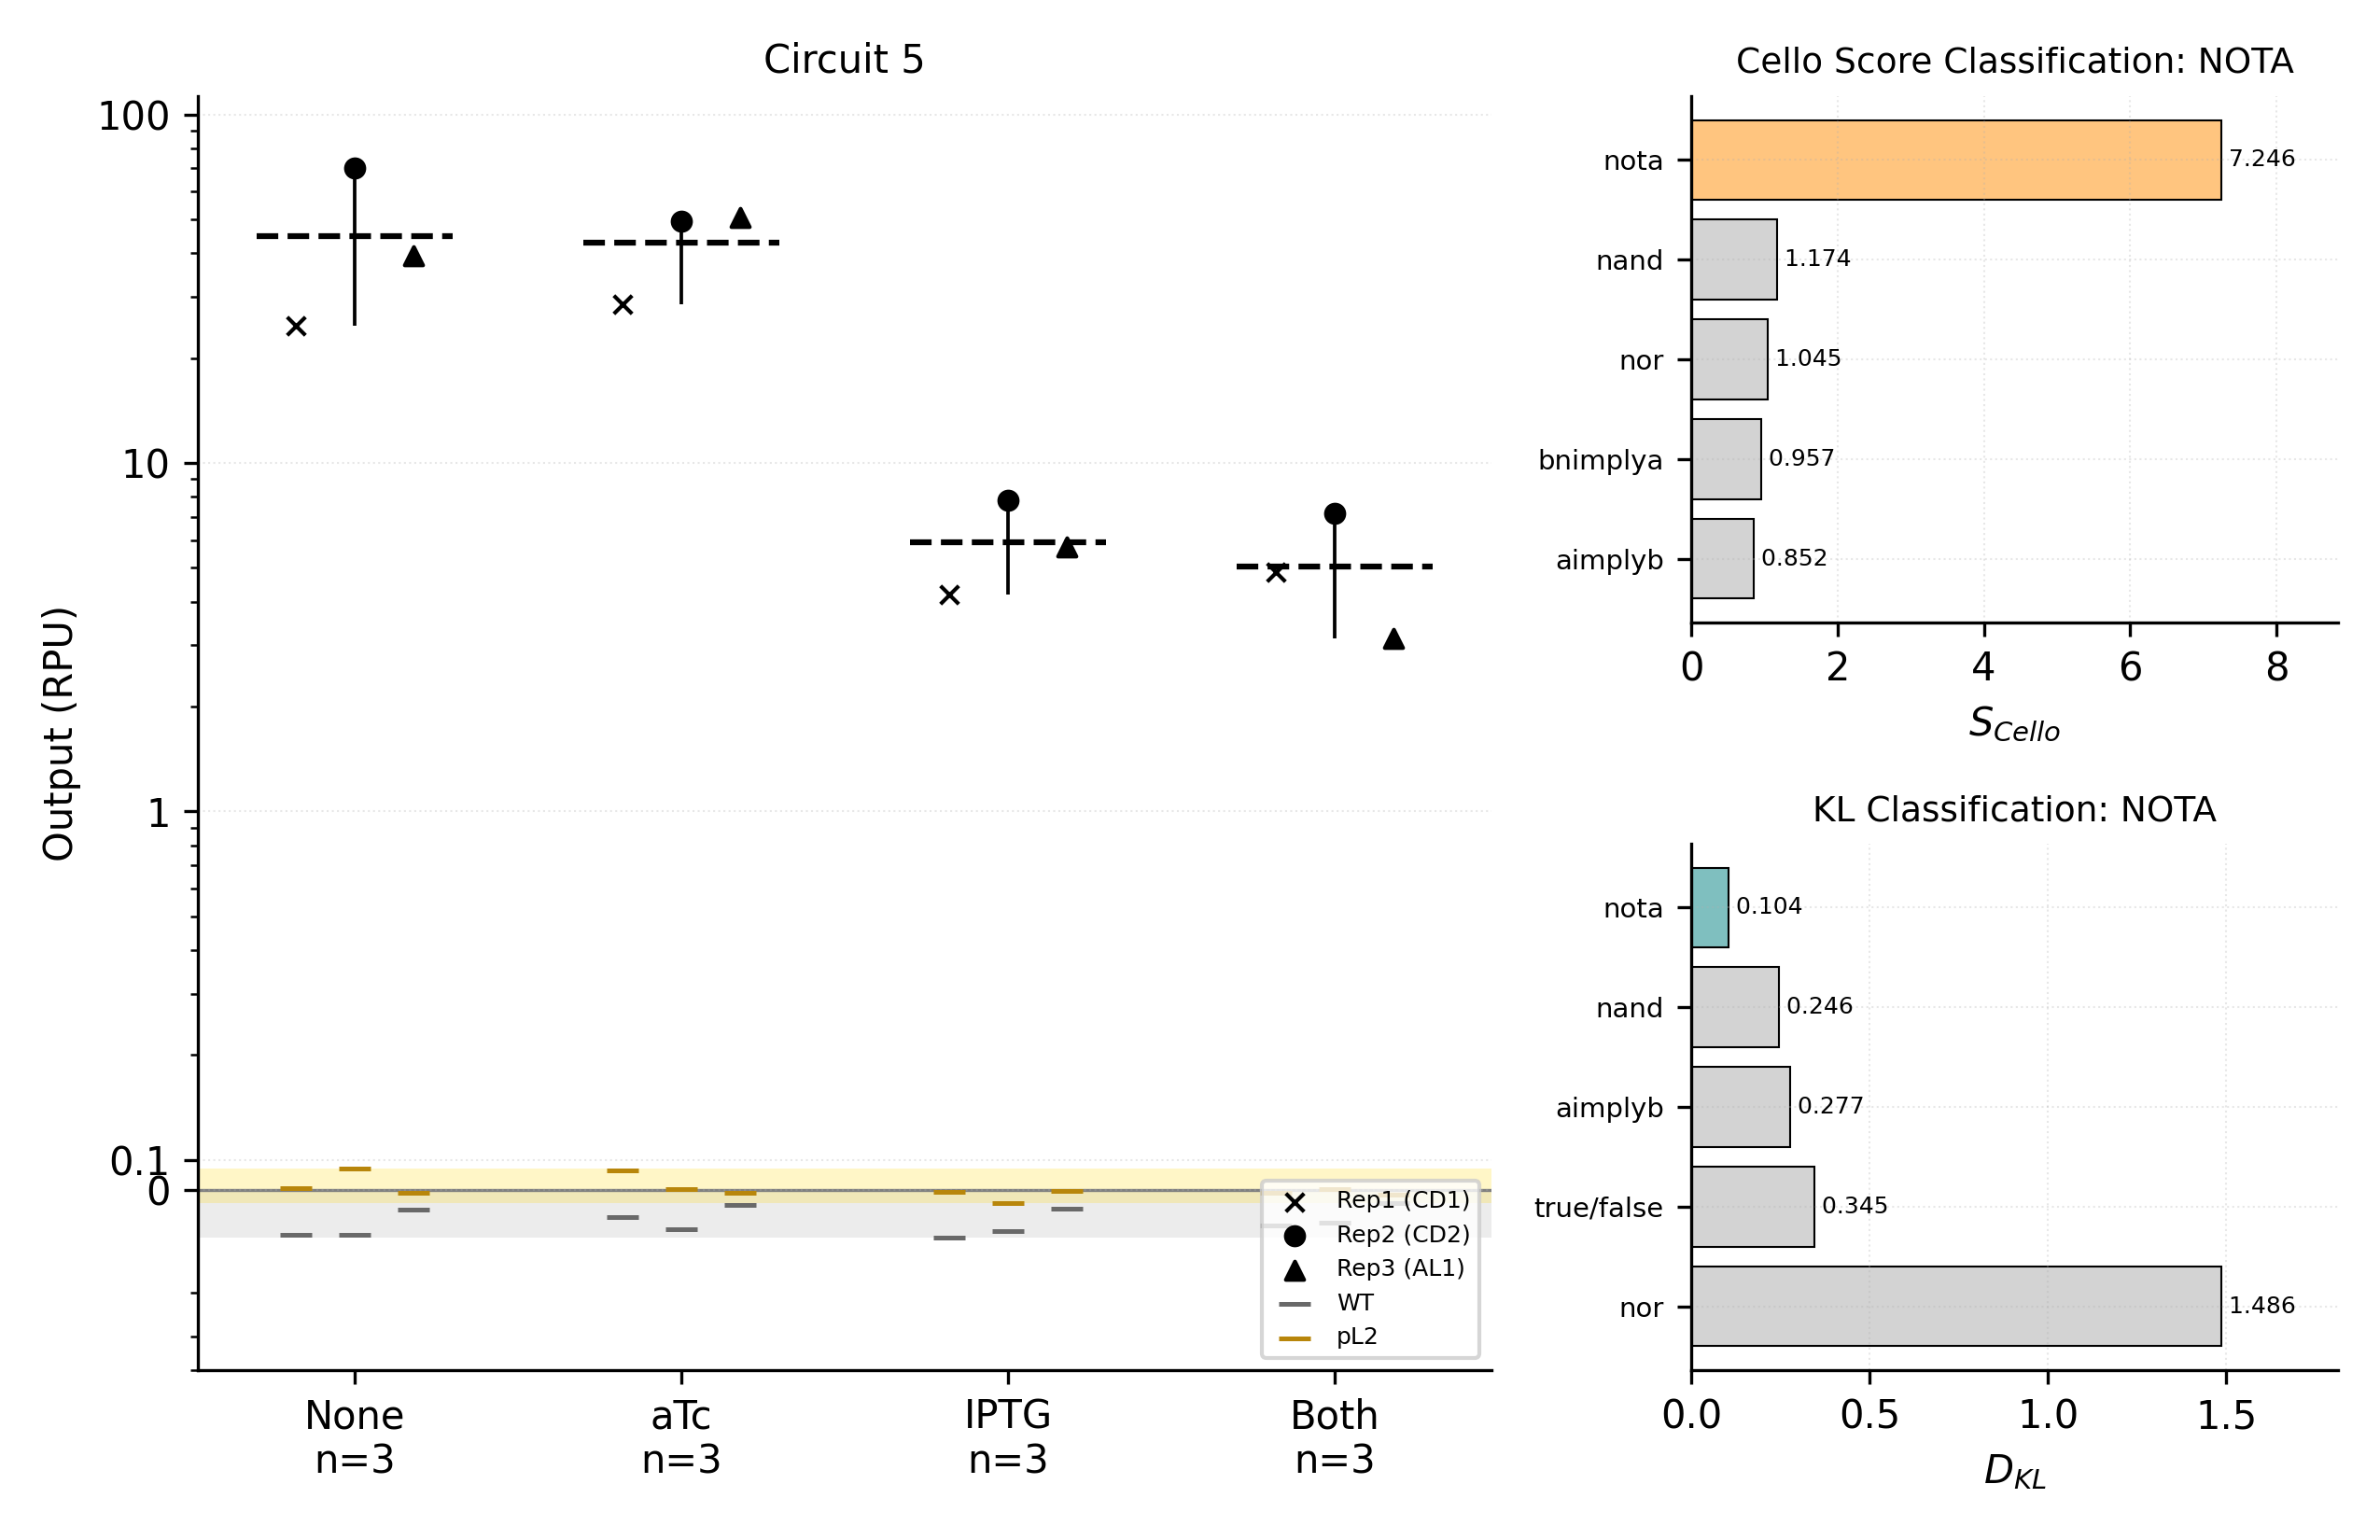 Circuit 5
Output (RPU)
100
10
1
0.1
0
None
n=3
aTc
n=3
IPTG
n=3
Both
n=3
Rep1 (CD1)
Rep2 (CD2)
Rep3 (AL1)
WT
pL2
Cello Score Classification: NOTA
nota
7.246
nand
1.174
nor
1.045
bnimplya
0.957
aimplyb
0.852
0 2 4 6 8
S_Cello
KL Classification: NOTA
nota
0.104
nand
0.246
aimplyb
0.277
true/false
0.345
nor
1.486
0.0 0.5 1.0 1.5
D_KL